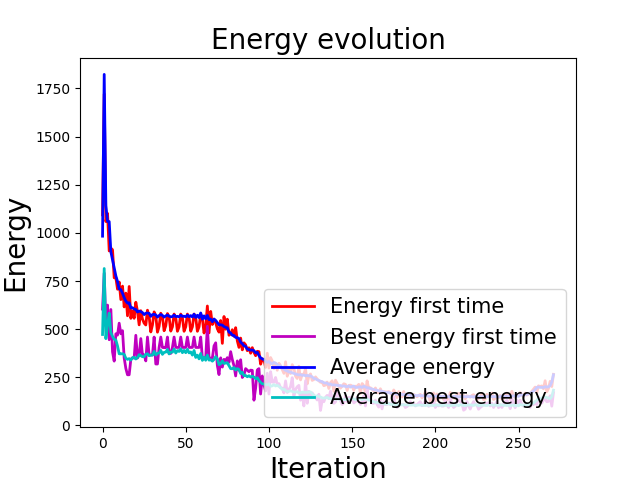 Energy evolution
Energy
1750
1500
1250
1000
750
500
250
0
0
50
100
150
200
250
Iteration
Energy first time
Best energy first time
Average energy
Average best energy